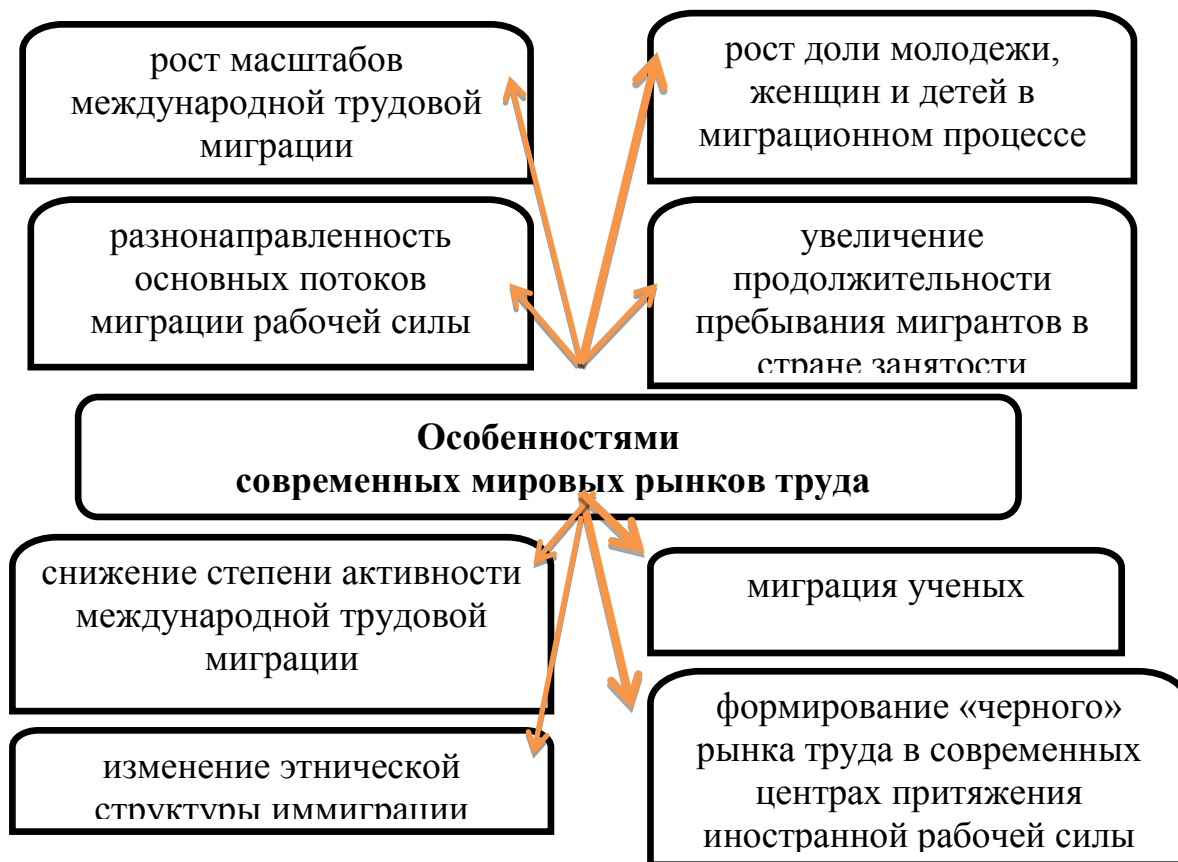 рост масштабов
международной трудовой
миграции
рост доли молодежи,
женщин и детей в
миграционном процессе
разнонаправленность
основных потоков
миграции рабочей силы
увеличение
продолжительности
пребывания мигрантов в
стране занятости
Особенностями
современных мировых рынков труда
снижение степени активности
международной трудовой
миграции
миграция ученых
изменение этнической
структуры иммиграции
формирование «черного»
рынка труда в современных
центрах притяжения
иностранной рабочей силы